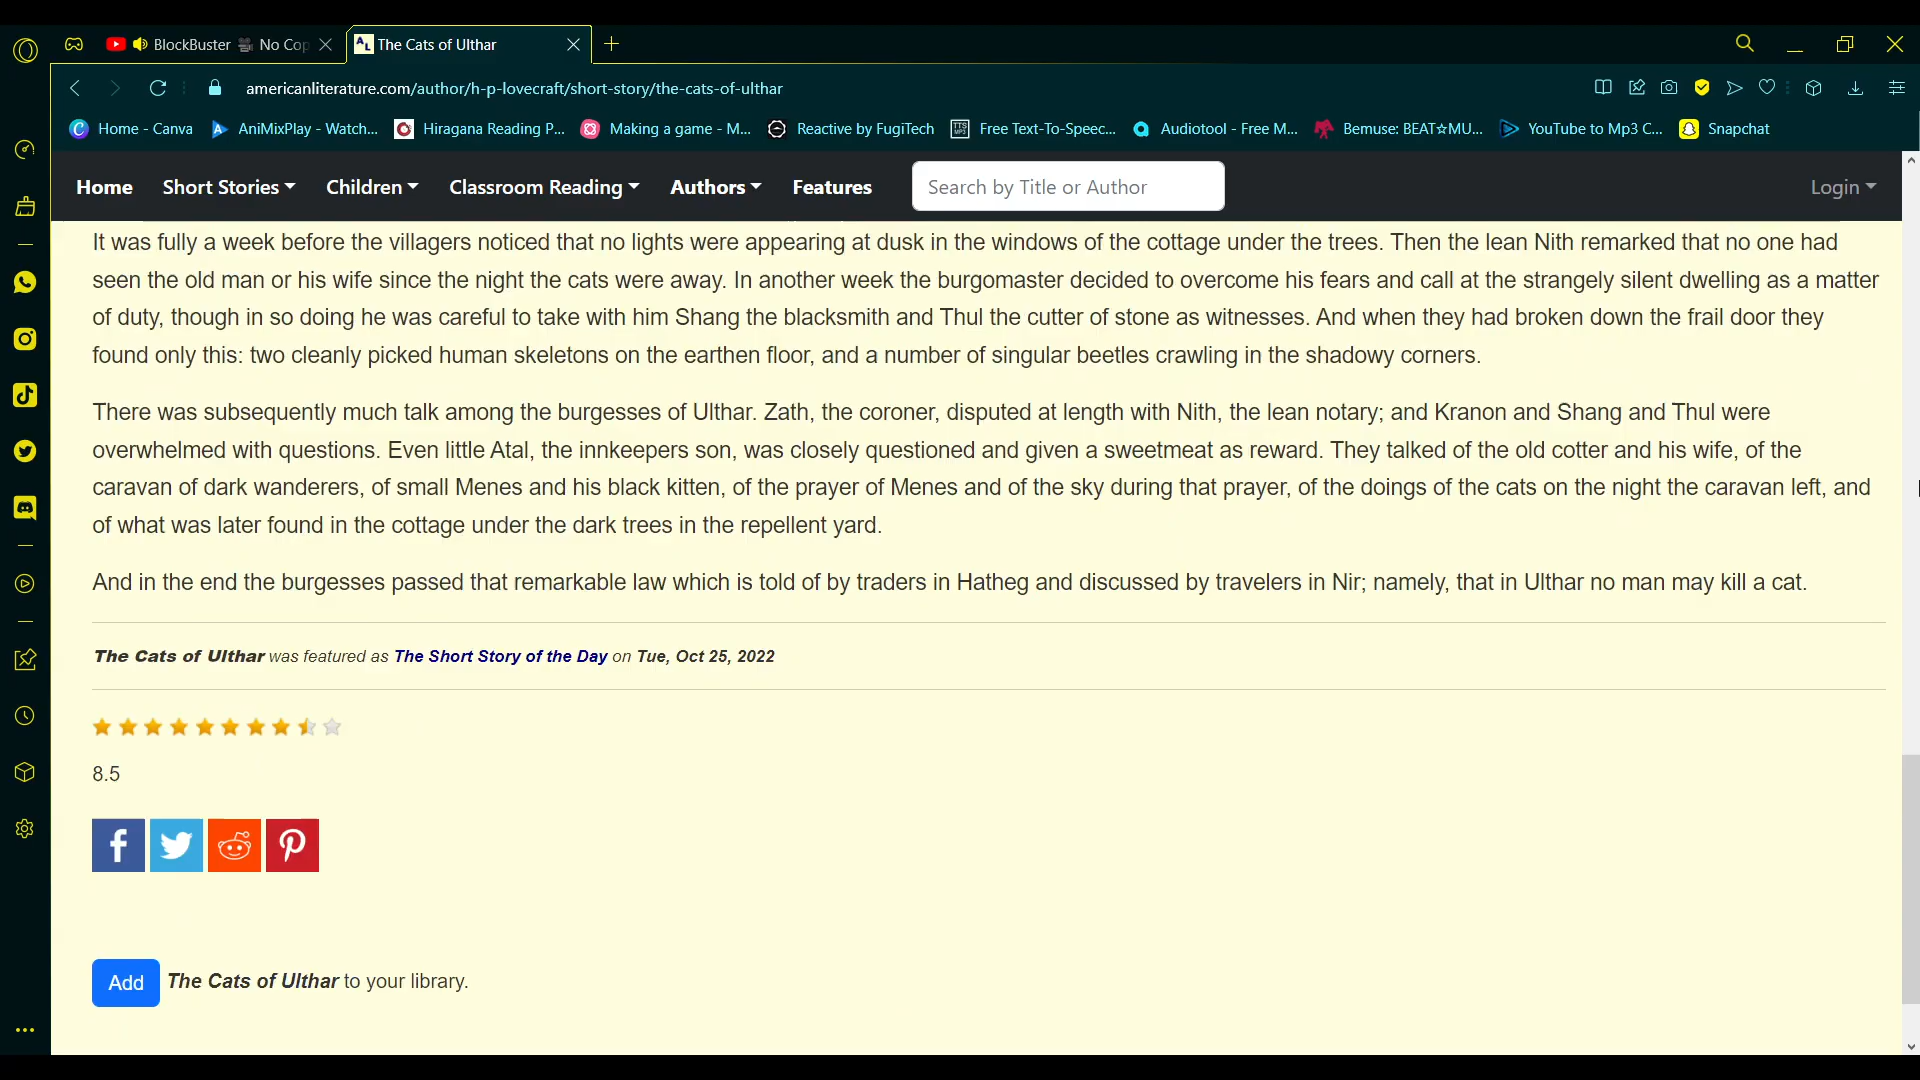 BlockBuster 🎥 No Cop
The Cats of Ulthar
americanliterature.com/author/h-p-lovecraft/short-story/the-cats-of-ulthar
Home - Canva AniMixPlay - Watch... Hiragana Reading P... Making a game - M... Reactive by FugiTech Free Text-To-Speec... Audiotool - Free M... Bemuse: BEAT☆MU... YouTube to Mp3 C... Snapchat
Home Short Stories Children Classroom Reading Authors Features Search by Title or Author Login
It was fully a week before the villagers noticed that no lights were appearing at dusk in the windows of the cottage under the trees. Then the lean Nith remarked that no one had
seen the old man or his wife since the night the cats were away. In another week the burgomaster decided to overcome his fears and call at the strangely silent dwelling as a matter
of duty, though in so doing he was careful to take with him Shang the blacksmith and Thul the cutter of stone as witnesses. And when they had broken down the frail door they
found only this: two cleanly picked human skeletons on the earthen floor, and a number of singular beetles crawling in the shadowy corners.
There was subsequently much talk among the burgesses of Ulthar. Zath, the coroner, disputed at length with Nith, the lean notary; and Kranon and Shang and Thul were
overwhelmed with questions. Even little Atal, the innkeepers son, was closely questioned and given a sweetmeat as reward. They talked of the old cotter and his wife, of the
caravan of dark wanderers, of small Menes and his black kitten, of the prayer of Menes and of the sky during that prayer, of the doings of the cats on the night the caravan left, and
of what was later found in the cottage under the dark trees in the repellent yard.
And in the end the burgesses passed that remarkable law which is told of by traders in Hatheg and discussed by travelers in Nir; namely, that in Ulthar no man may kill a cat.
The Cats of Ulthar was featured as The Short Story of the Day on Tue, Oct 25, 2022
8.5
Add The Cats of Ulthar to your library.